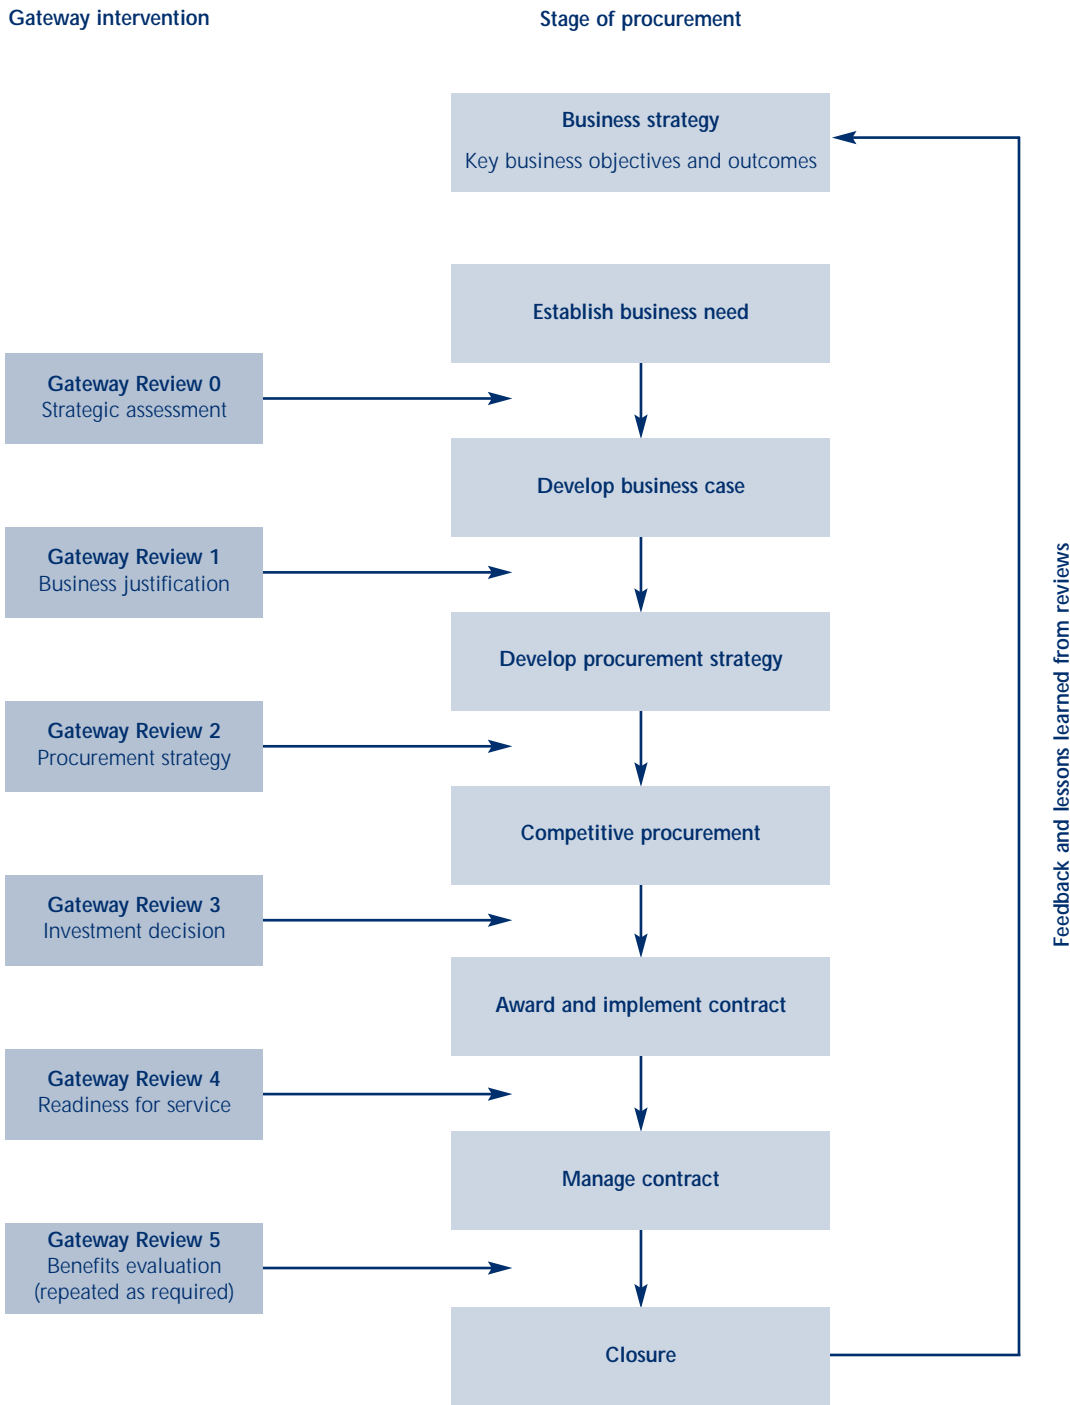 Gateway intervention
Stage of procurement
Business strategy
Key business objectives and outcomes
Establish business need
Gateway Review 0
Strategic assessment
Develop business case
Gateway Review 1
Business justification
Develop procurement strategy
Gateway Review 2
Procurement strategy
Competitive procurement
Gateway Review 3
Investment decision
Award and implement contract
Gateway Review 4
Readiness for service
Manage contract
Gateway Review 5
Benefits evaluation
(repeated as required)
Closure
Feedback and lessons learned from reviews